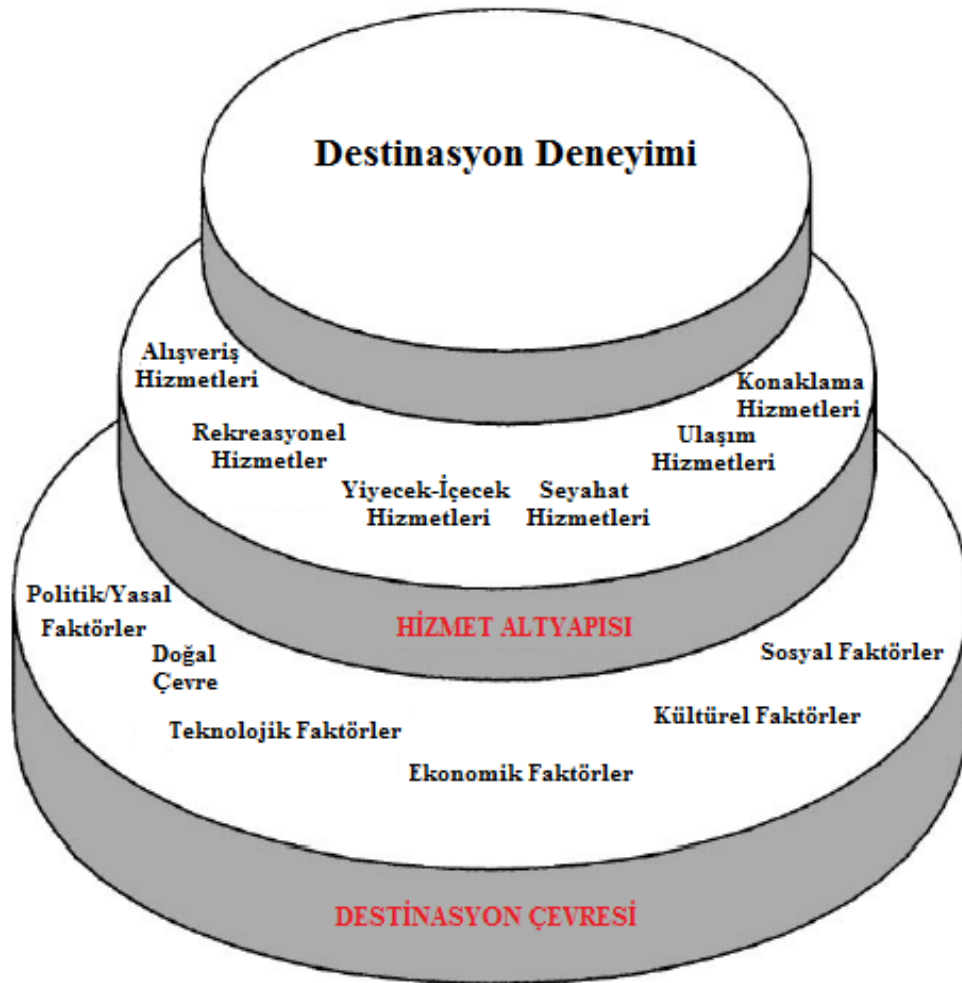 Destinasyon Deneyimi
Alışveriş
Hizmetleri
Konaklama
Hizmetleri
Rekreasyonel
Hizmetler
Ulaşım
Hizmetleri
Yiyecek-İçecek
Hizmetleri
Seyahat
Hizmetleri
HİZMET ALTYAPISI
Politik/Yasal
Faktörler
Doğal
Çevre
Sosyal Faktörler
Teknolojik Faktörler
Kültürel Faktörler
Ekonomik Faktörler
DESTİNASYON ÇEVRESİ